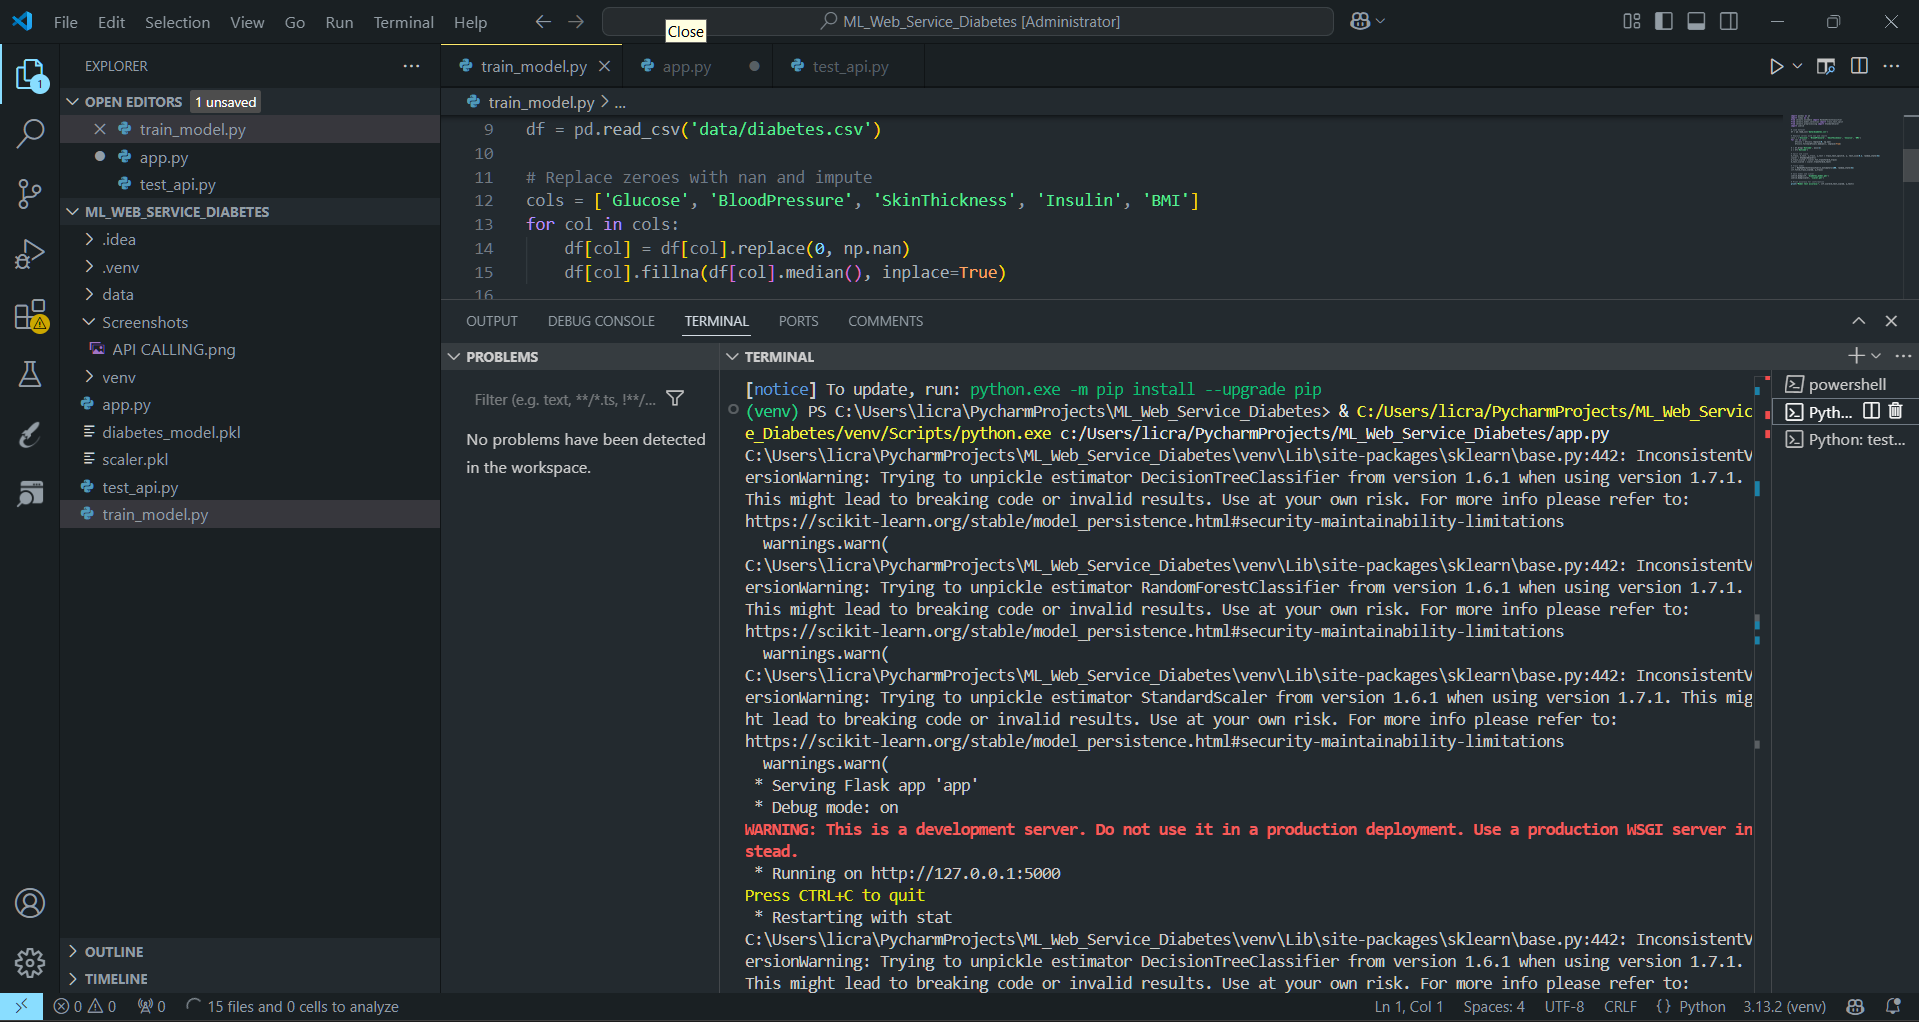 File Edit Selection View Go Run Terminal Help
ML_Web_Service_Diabetes [Administrator]
Close
EXPLORER
OPEN EDITORS 1 unsaved
train_model.py
app.py
test_api.py
ML_WEB_SERVICE_DIABETES
.idea
.venv
data
Screenshots
API CALLING.png
venv
app.py
diabetes_model.pkl
scaler.pkl
test_api.py
train_model.py
OUTLINE
TIMELINE
1
train_model.py app.py test_api.py
train_model.py > ...
9 df = pd.read_csv('data/diabetes.csv')
10
11 # Replace zeroes with nan and impute
12 cols = ['Glucose', 'BloodPressure', 'SkinThickness', 'Insulin', 'BMI']
13 for col in cols:
14 df[col] = df[col].replace(0, np.nan)
15 df[col].fillna(df[col].median(), inplace=True)
16
OUTPUT DEBUG CONSOLE TERMINAL PORTS COMMENTS
PROBLEMS
Filter (e.g. text, **/*.ts, !**/...
No problems have been detected
in the workspace.
TERMINAL
[notice] To update, run: python.exe -m pip install --upgrade pip
(venv) PS C:\Users\licra\PycharmProjects\ML_Web_Service_Diabetes> & C:/Users/licra/PycharmProjects/ML_Web_Servic
e_Diabetes/venv/Scripts/python.exe c:/Users/licra/PycharmProjects/ML_Web_Service_Diabetes/app.py
C:\Users\licra\PycharmProjects\ML_Web_Service_Diabetes\venv\Lib\site-packages\sklearn\base.py:442: InconsistentV
ersionWarning: Trying to unpickle estimator DecisionTreeClassifier from version 1.6.1 when using version 1.7.1.
This might lead to breaking code or invalid results. Use at your own risk. For more info please refer to:
https://scikit-learn.org/stable/model_persistence.html#security-maintainability-limitations
warnings.warn(
C:\Users\licra\PycharmProjects\ML_Web_Service_Diabetes\venv\Lib\site-packages\sklearn\base.py:442: InconsistentV
ersionWarning: Trying to unpickle estimator RandomForestClassifier from version 1.6.1 when using version 1.7.1.
This might lead to breaking code or invalid results. Use at your own risk. For more info please refer to:
https://scikit-learn.org/stable/model_persistence.html#security-maintainability-limitations
warnings.warn(
C:\Users\licra\PycharmProjects\ML_Web_Service_Diabetes\venv\Lib\site-packages\sklearn\base.py:442: InconsistentV
ersionWarning: Trying to unpickle estimator StandardScaler from version 1.6.1 when using version 1.7.1. This mig
ht lead to breaking code or invalid results. Use at your own risk. For more info please refer to:
https://scikit-learn.org/stable/model_persistence.html#security-maintainability-limitations
warnings.warn(
* Serving Flask app 'app'
* Debug mode: on
WARNING: This is a development server. Do not use it in a production deployment. Use a production WSGI server in
stead.
* Running on http://127.0.0.1:5000
Press CTRL+C to quit
* Restarting with stat
C:\Users\licra\PycharmProjects\ML_Web_Service_Diabetes\venv\Lib\site-packages\sklearn\base.py:442: InconsistentV
ersionWarning: Trying to unpickle estimator DecisionTreeClassifier from version 1.6.1 when using version 1.7.1.
This might lead to breaking code or invalid results. Use at your own risk. For more info please refer to:
powershell
Pyth...
Python: test...
0 0 0 15 files and 0 cells to analyze
Ln 1, Col 1 Spaces: 4 UTF-8 CRLF {} Python 3.13.2 (venv)